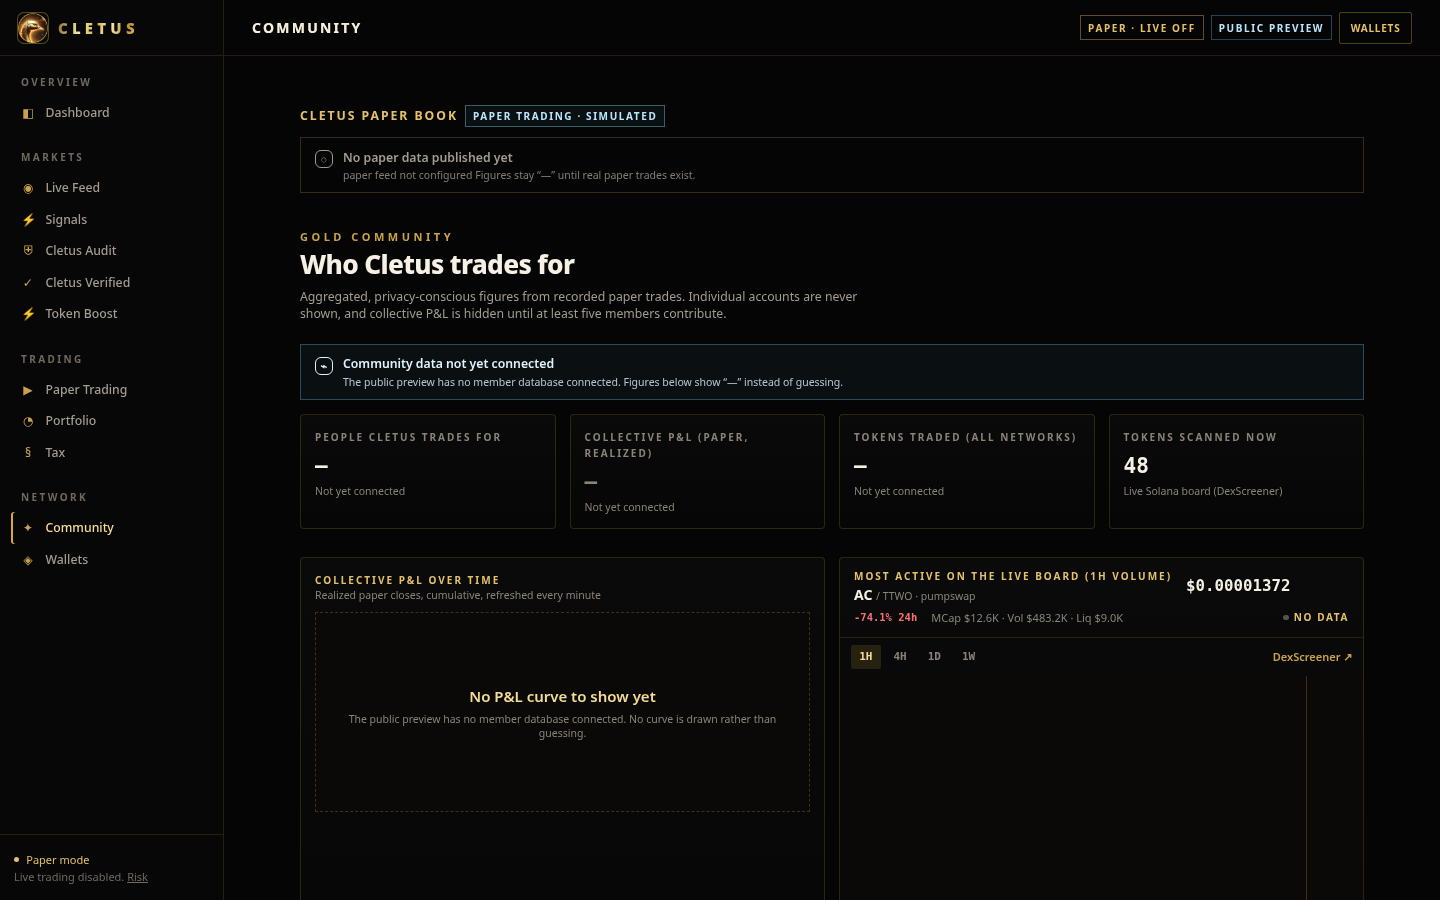 CLETUS
OVERVIEW
Dashboard
MARKETS
Live Feed
Signals
Cletus Audit
Cletus Verified
Token Boost
TRADING
Paper Trading
Portfolio
§ Tax
NETWORK
Community
Wallets
Paper mode
Live trading disabled. Risk
COMMUNITY
PAPER · LIVE OFF
PUBLIC PREVIEW
WALLETS
CLETUS PAPER BOOK
PAPER TRADING · SIMULATED
No paper data published yet
paper feed not configured Figures stay “—” until real paper trades exist.
GOLD COMMUNITY
Who Cletus trades for
Aggregated, privacy-conscious figures from recorded paper trades. Individual accounts are never
shown, and collective P&L is hidden until at least five members contribute.
Community data not yet connected
The public preview has no member database connected. Figures below show “—” instead of guessing.
PEOPLE CLETUS TRADES FOR
—
Not yet connected
COLLECTIVE P&L (PAPER,
REALIZED)
—
Not yet connected
TOKENS TRADED (ALL NETWORKS)
—
Not yet connected
TOKENS SCANNED NOW
48
Live Solana board (DexScreener)
COLLECTIVE P&L OVER TIME
Realized paper closes, cumulative, refreshed every minute
No P&L curve to show yet
The public preview has no member database connected. No curve is drawn rather than
guessing.
MOST ACTIVE ON THE LIVE BOARD (1H VOLUME)
AC / TTWO · pumpswap
$0.00001372
-74.1% 24h MCap $12.6K · Vol $483.2K · Liq $9.0K
NO DATA
1H 4H 1D 1W
DexScreener ↗